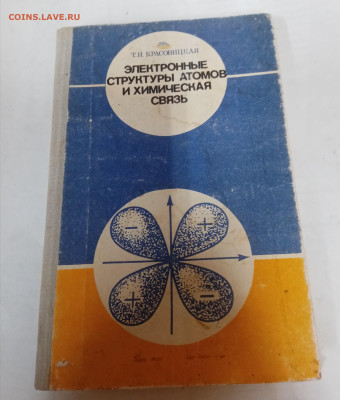 COINS.LAVE.RU
Т.И. КРАСОВИЦКАЯ
ЭЛЕКТРОННЫЕ
СТРУКТУРЫ АТОМОВ
И ХИМИЧЕСКАЯ
СВЯЗЬ
- +
+ -